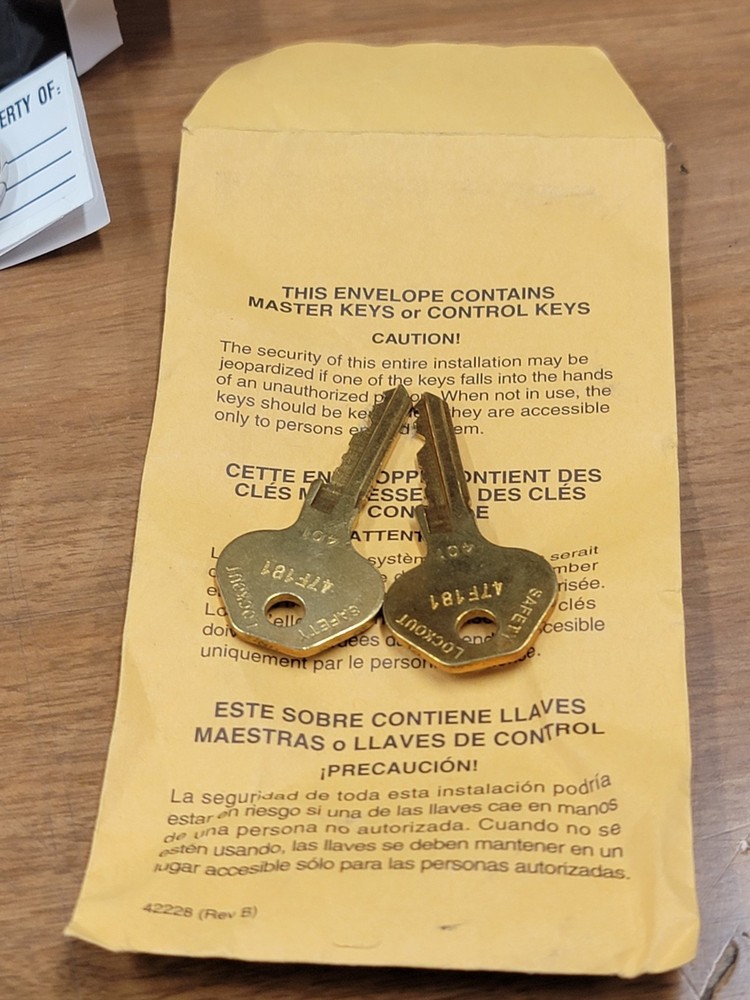 ERTY OF:
THIS ENVELOPE CONTAINS
MASTER KEYS or CONTROL KEYS
CAUTION!
The security of this entire installation may be
jeopardized if one of the keys falls into the hands
of an unauthorized When not in use, the
keys should be they are accessible
only to persons
CETTE DES
CLÉS DES CLÉS
serait
clés
uniquement par le
401
47F181
LOCKOUT
SAFETY
401
47F181
LOCKOUT
SAFETY
ESTE SOBRE CONTIENE LLAVES
MAESTRAS o LLAVES DE CONTROL
¡PRECAUCIÓN!
La seguridad de toda esta instalación podría
estar en riesgo si una de las llaves cae en manos
de una persona no autorizada. Cuando no se
estén usando, las llaves se deben mantener en un
lugar accesible sólo para las personas autorizadas.
42228 (Rev B)